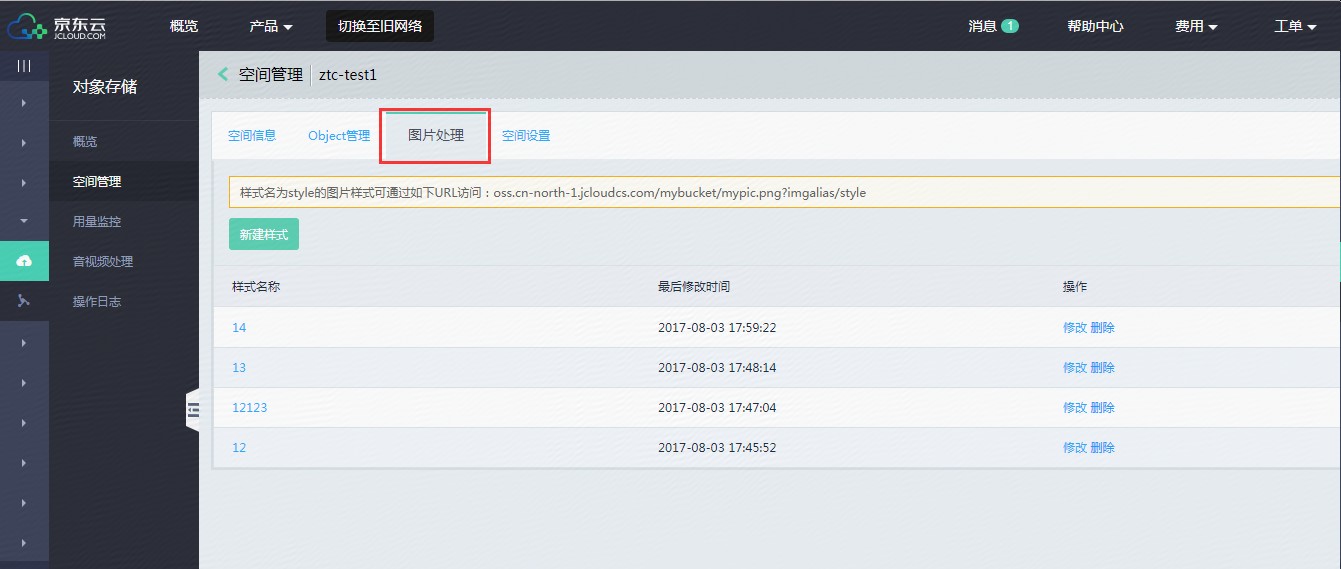 京东云 JCLOUD.COM 概览 产品 切换至旧网络 消息 1 帮助中心 费用 工单
对象存储
概览
空间管理
用量监控
音视频处理
操作日志
空间管理 ztc-test1
空间信息 Object管理 图片处理 空间设置
样式名为style的图片样式可通过如下URL访问：oss.cn-north-1.jcloudcs.com/mybucket/mypic.png?imgalias/style
新建样式
样式名称 最后修改时间 操作
14 2017-08-03 17:59:22 修改 删除
13 2017-08-03 17:48:14 修改 删除
12123 2017-08-03 17:47:04 修改 删除
12 2017-08-03 17:45:52 修改 删除